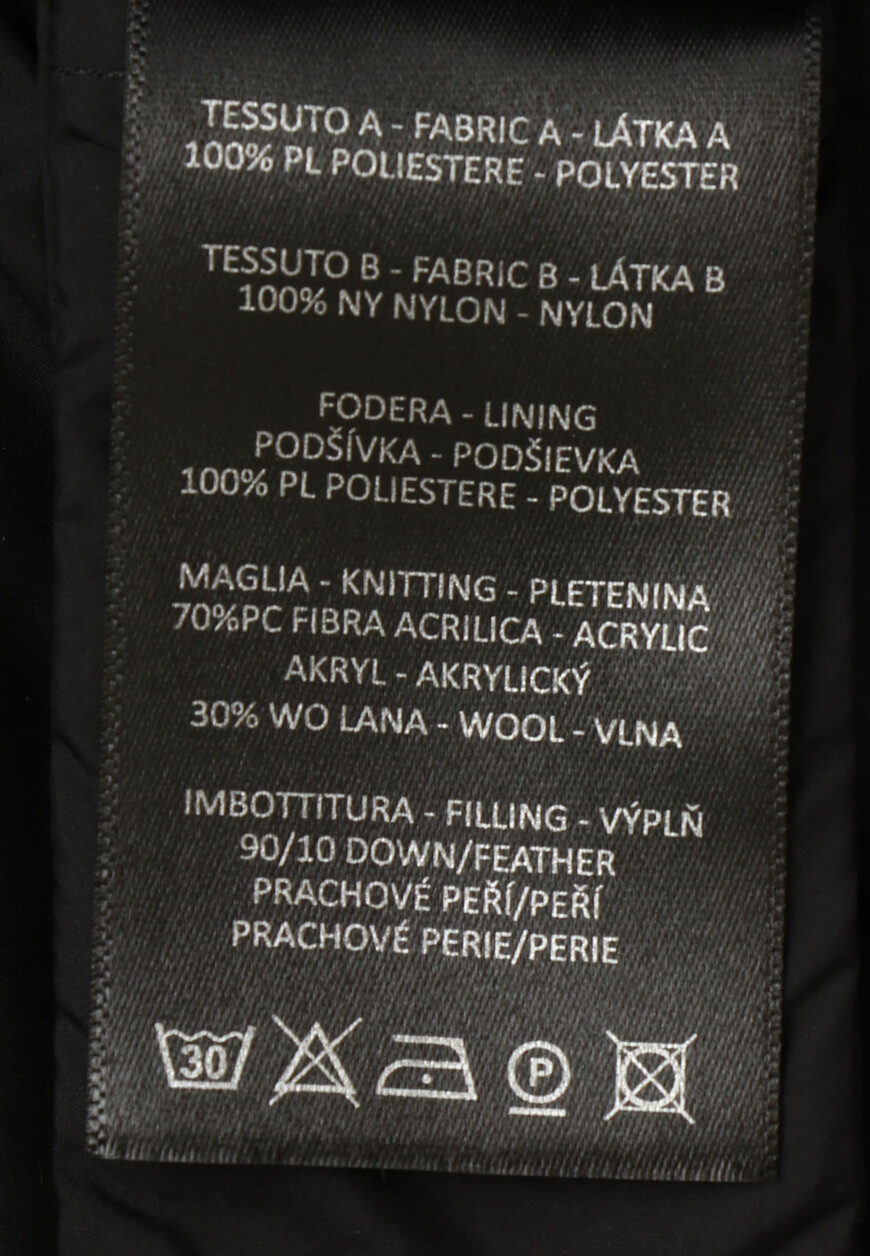 TESSUTO A - FABRIC A - LÁTKA A
100% PL POLIESTERE - POLYESTER
TESSUTO B - FABRIC B - LÁTKA B
100% NY NYLON - NYLON
FODERA - LINING
PODŠÍVKA - PODŠIEVKA
100% PL POLIESTERE - POLYESTER
MAGLIA - KNITTING - PLETENINA
70%PC FIBRA ACRILICA - ACRYLIC
AKRYL - AKRYLICKÝ
30% WO LANA - WOOL - VLNA
IMBOTTITURA - FILLING - VÝPLŇ
90/10 DOWN/FEATHER
PRACHOVÉ PEŘÍ/PEŘÍ
PRACHOVÉ PERIE/PERIE
30 P